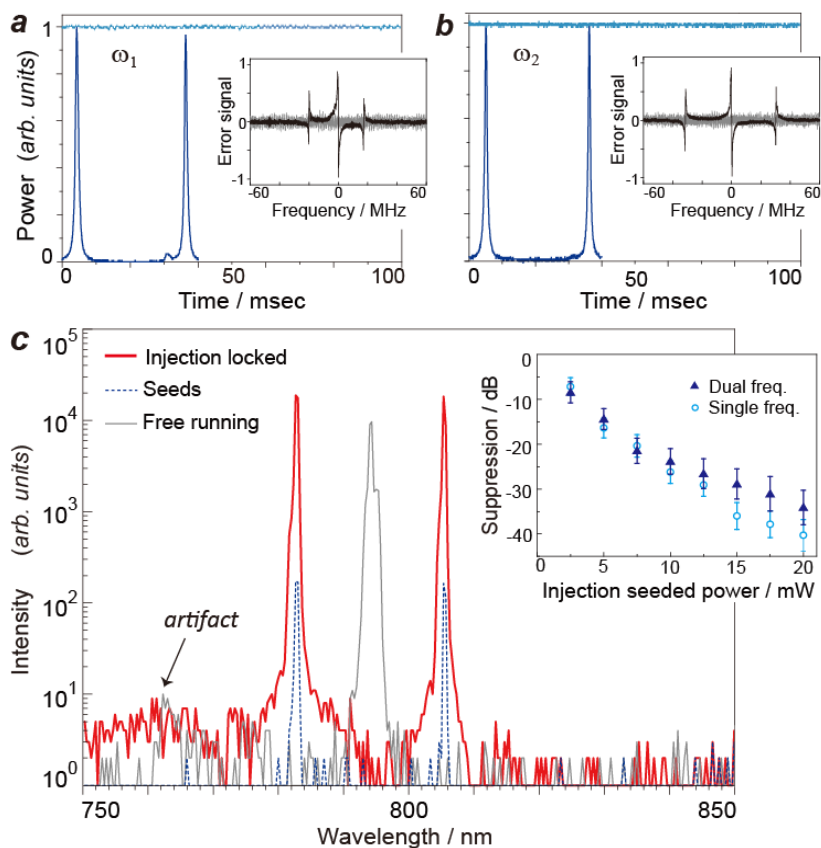 a
1
ω1
Power (arb. units)
0
0
50
100
Time / msec
Error signal
1
0
-1
-60
0
60
Frequency / MHz
b
ω2
0
50
100
Time / msec
Error signal
1
0
-1
-60
0
60
Frequency / MHz
c
10^5
10^4
10^3
10^2
10^1
10^0
Intensity (arb. units)
Injection locked
Seeds
Free running
artifact
750
800
850
Wavelength / nm
Suppression / dB
0
-10
-20
-30
-40
Dual freq.
Single freq.
0
5
10
15
20
Injection seeded power / mW